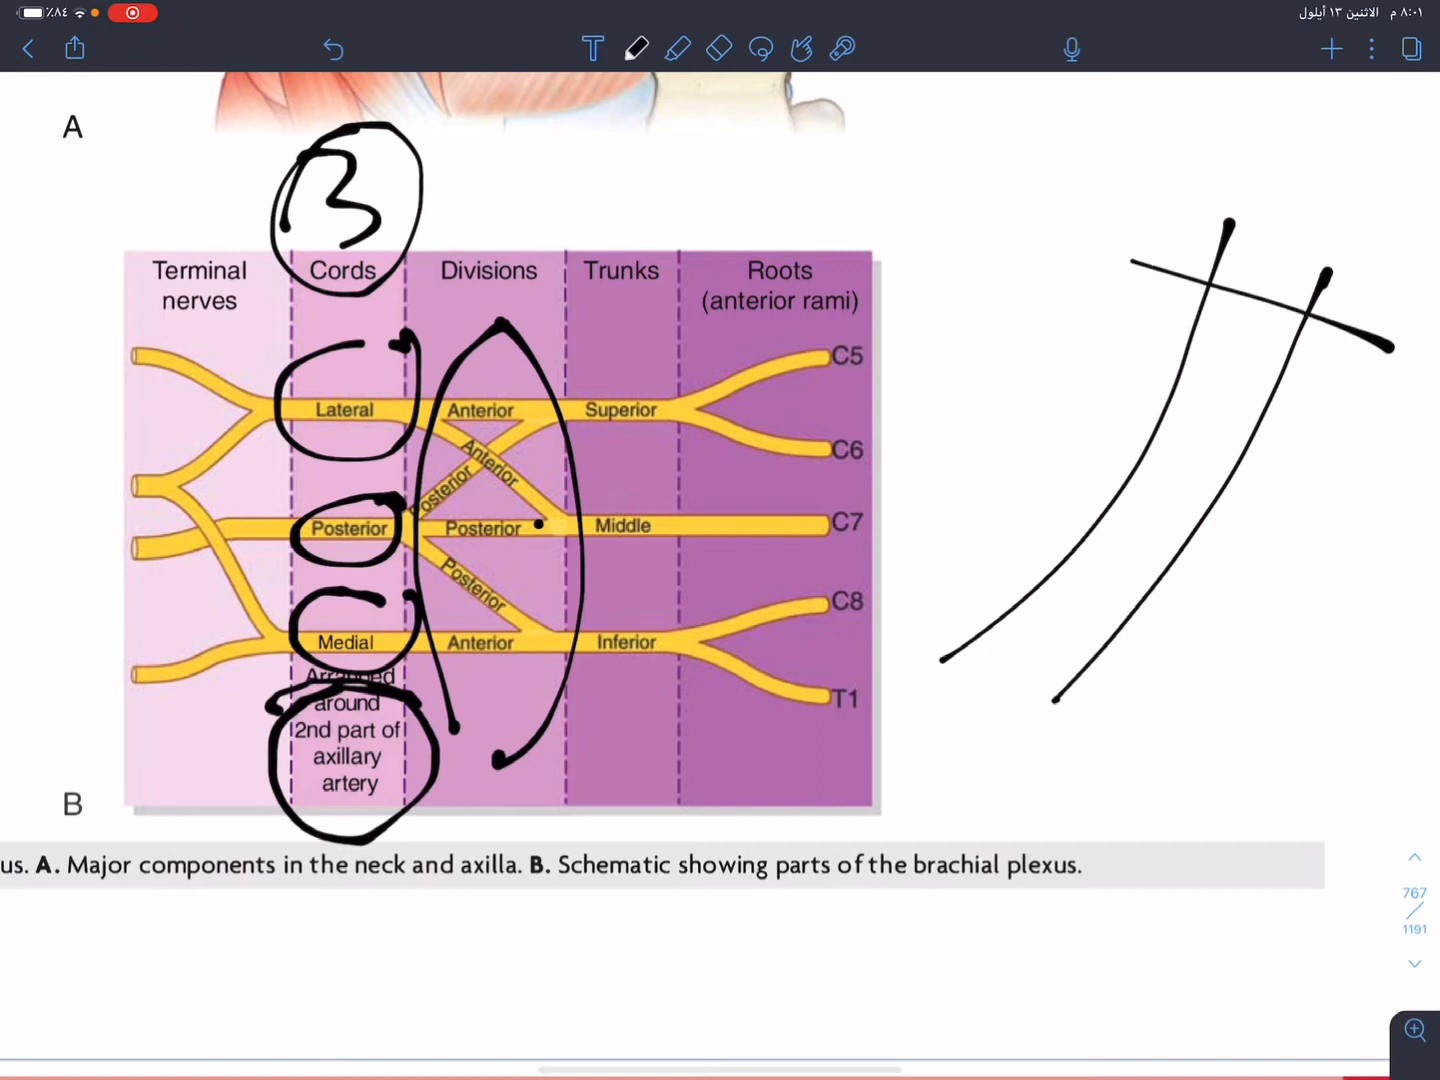 ٪٨٤
٨:٠١ م الاثنين ١٣ أيلول
T
A
3
Terminal
nerves
Cords
Divisions
Trunks
Roots
(anterior rami)
C5
Lateral
Anterior
Superior
Anterior
C6
Posterior
Posterior
Posterior
Middle
C7
Posterior
C8
Medial
Anterior
Inferior
Arranged
around
2nd part of
axillary
artery
T1
B
us. A. Major components in the neck and axilla. B. Schematic showing parts of the brachial plexus.
767
1191